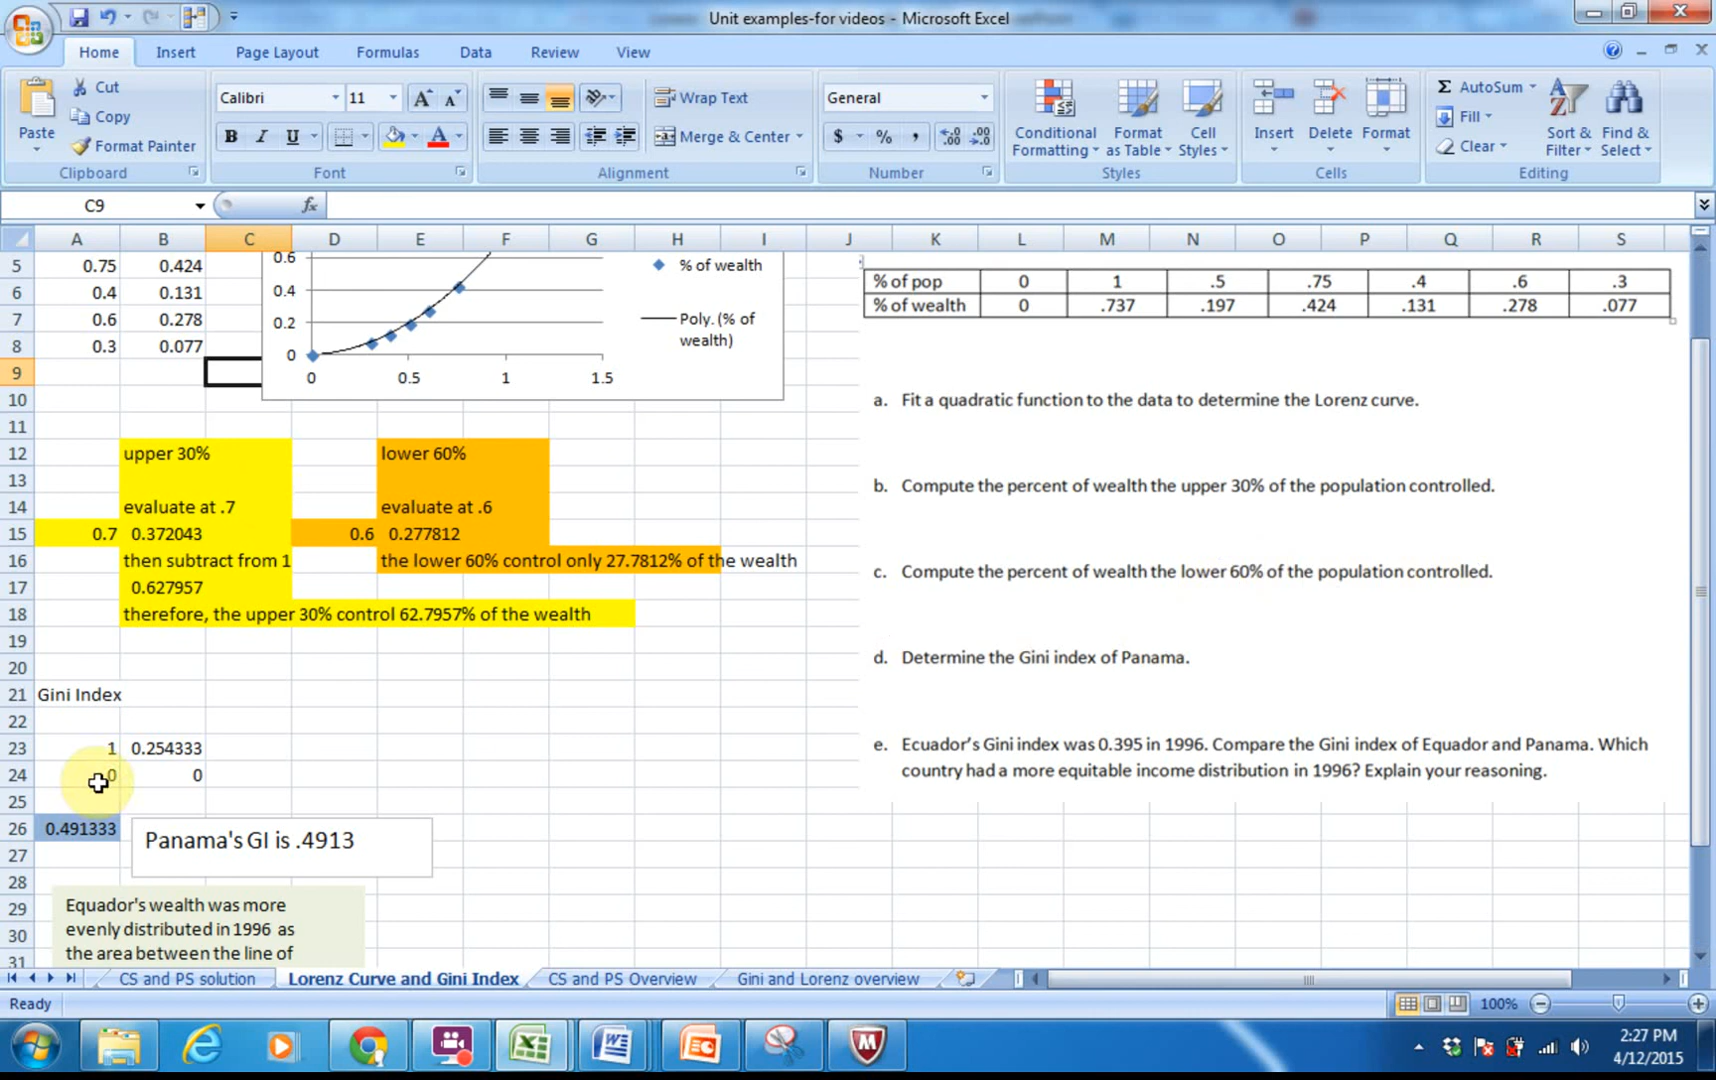 Unit examples-for videos - Microsoft Excel
Home Insert Page Layout Formulas Data Review View
Paste
Cut
Copy
Format Painter
Clipboard
Calibri 11
B I U
Font
Wrap Text
Merge & Center
Alignment
General
$ % ,
Number
Conditional Formatting
Format as Table
Cell Styles
Styles
Insert Delete Format
Cells
Σ AutoSum
Fill
Clear
Sort & Filter
Find & Select
Editing
C9 fx
A B C D E F G H I J K L M N O P Q R S
5 0.75 0.424
6 0.4 0.131
7 0.6 0.278
8 0.3 0.077
9
10
11
0.6
0.4
0.2
0
0 0.5 1 1.5
% of wealth
Poly. (% of
wealth)
% of pop 0 1 .5 .75 .4 .6 .3
% of wealth 0 .737 .197 .424 .131 .278 .077
a. Fit a quadratic function to the data to determine the Lorenz curve.
b. Compute the percent of wealth the upper 30% of the population controlled.
c. Compute the percent of wealth the lower 60% of the population controlled.
d. Determine the Gini index of Panama.
e. Ecuador's Gini index was 0.395 in 1996. Compare the Gini index of Equador and Panama. Which
country had a more equitable income distribution in 1996? Explain your reasoning.
12 upper 30% lower 60%
13
14 evaluate at .7 evaluate at .6
15 0.7 0.372043 0.6 0.277812
16 then subtract from 1 the lower 60% control only 27.7812% of the wealth
17 0.627957
18 therefore, the upper 30% control 62.7957% of the wealth
19
20
21 Gini Index
22
23 1 0.254333
24 0 0
25
26 0.491333
Panama's GI is .4913
27
28
29
30
31
Equador's wealth was more
evenly distributed in 1996 as
the area between the line of
CS and PS solution Lorenz Curve and Gini Index CS and PS Overview Gini and Lorenz overview
Ready
100%
2:27 PM
4/12/2015